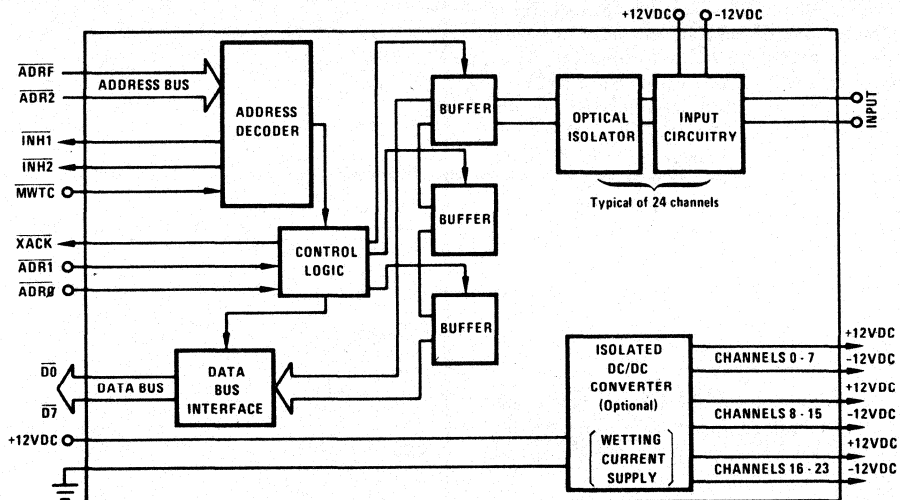 +12VDC
-12VDC
ADRF
ADDRESS BUS
ADR2
INH1
INH2
MWTC
ADDRESS
DECODER
BUFFER
OPTICAL
ISOLATOR
INPUT
CIRCUITRY
INPUT
Typical of 24 channels
BUFFER
XACK
ADR1
ADRØ
CONTROL
LOGIC
BUFFER
D0
DATA BUS
D7
DATA
BUS
INTERFACE
+12VDC
ISOLATED
DC/DC
CONVERTER
(Optional)
WETTING
CURRENT
SUPPLY
+12VDC
CHANNELS 0 - 7
-12VDC
+12VDC
CHANNELS 8 - 15
-12VDC
+12VDC
CHANNELS 16 - 23
-12VDC